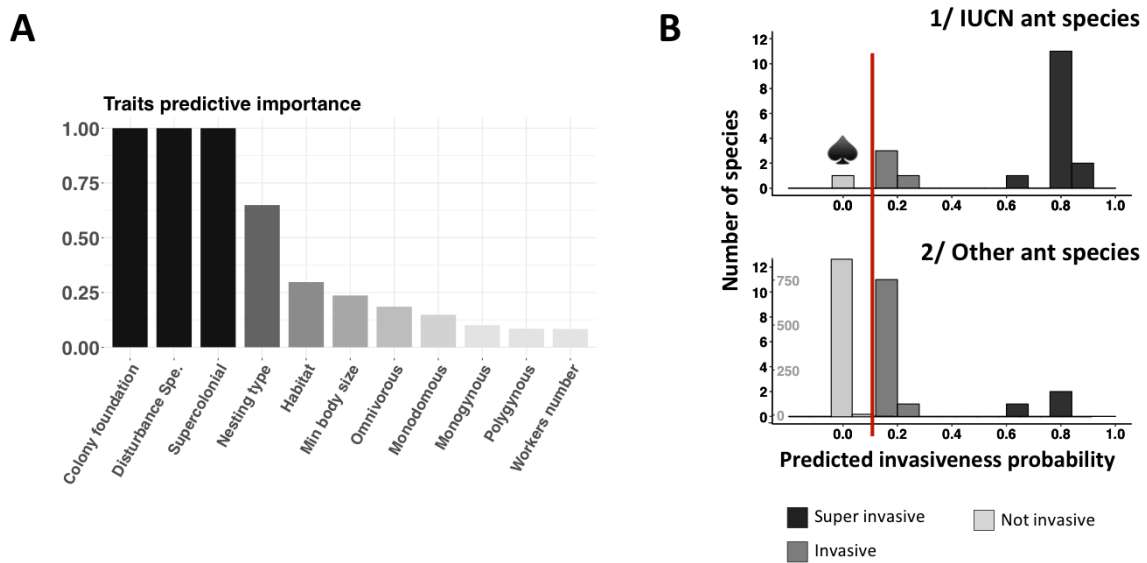 A
Traits predictive importance
1.00
0.75
0.50
0.25
0.00
Colony foundation
Disturbance Spe.
Supercolonial
Nesting type
Habitat
Min body size
Omnivorous
Monodomous
Monogynous
Polygynous
Workers number
B
1/ IUCN ant species
Number of species
12
10
8
6
4
2
0
0.0 0.2 0.4 0.6 0.8 1.0
2/ Other ant species
12
10
8
6
4
2
0
750
500
250
0
0.0 0.2 0.4 0.6 0.8 1.0
Predicted invasiveness probability
Super invasive
Not invasive
Invasive